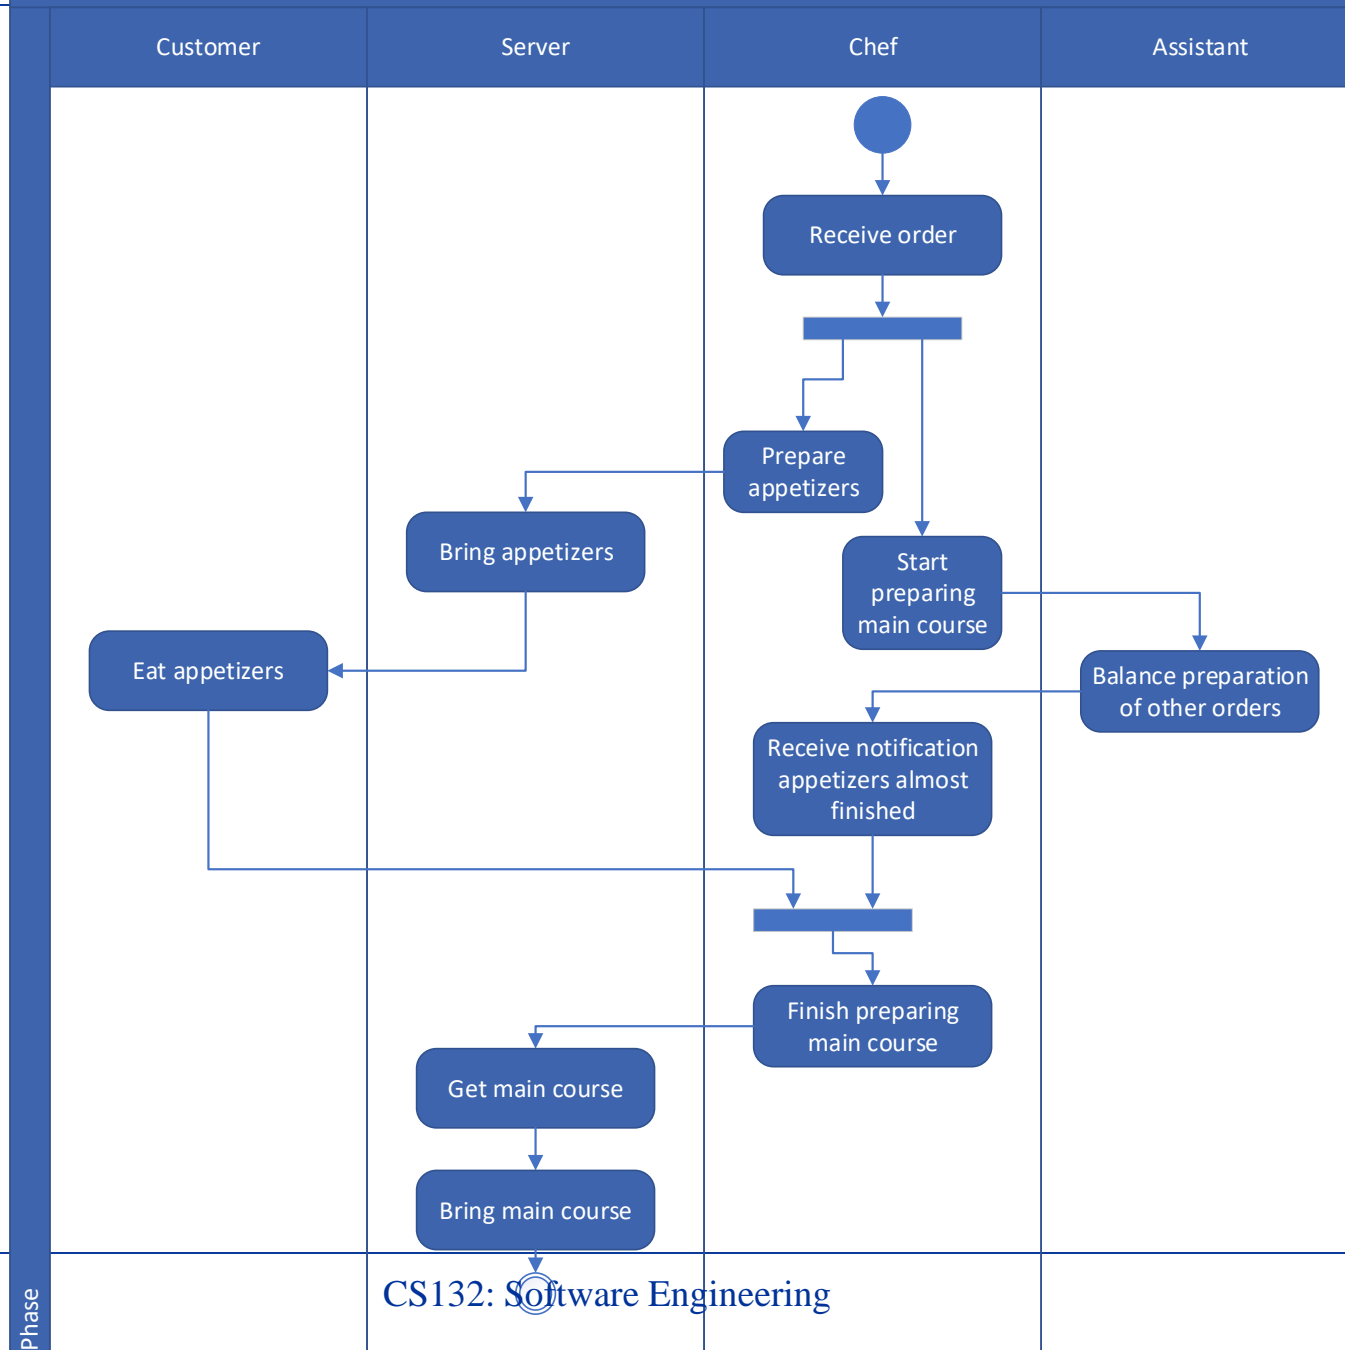 Customer
Server
Chef
Assistant
Receive order
Prepare
appetizers
Bring appetizers
Start
preparing
main course
Eat appetizers
Balance preparation
of other orders
Receive notification
appetizers almost
finished
Finish preparing
main course
Get main course
Bring main course
CS132: Software Engineering
Phase